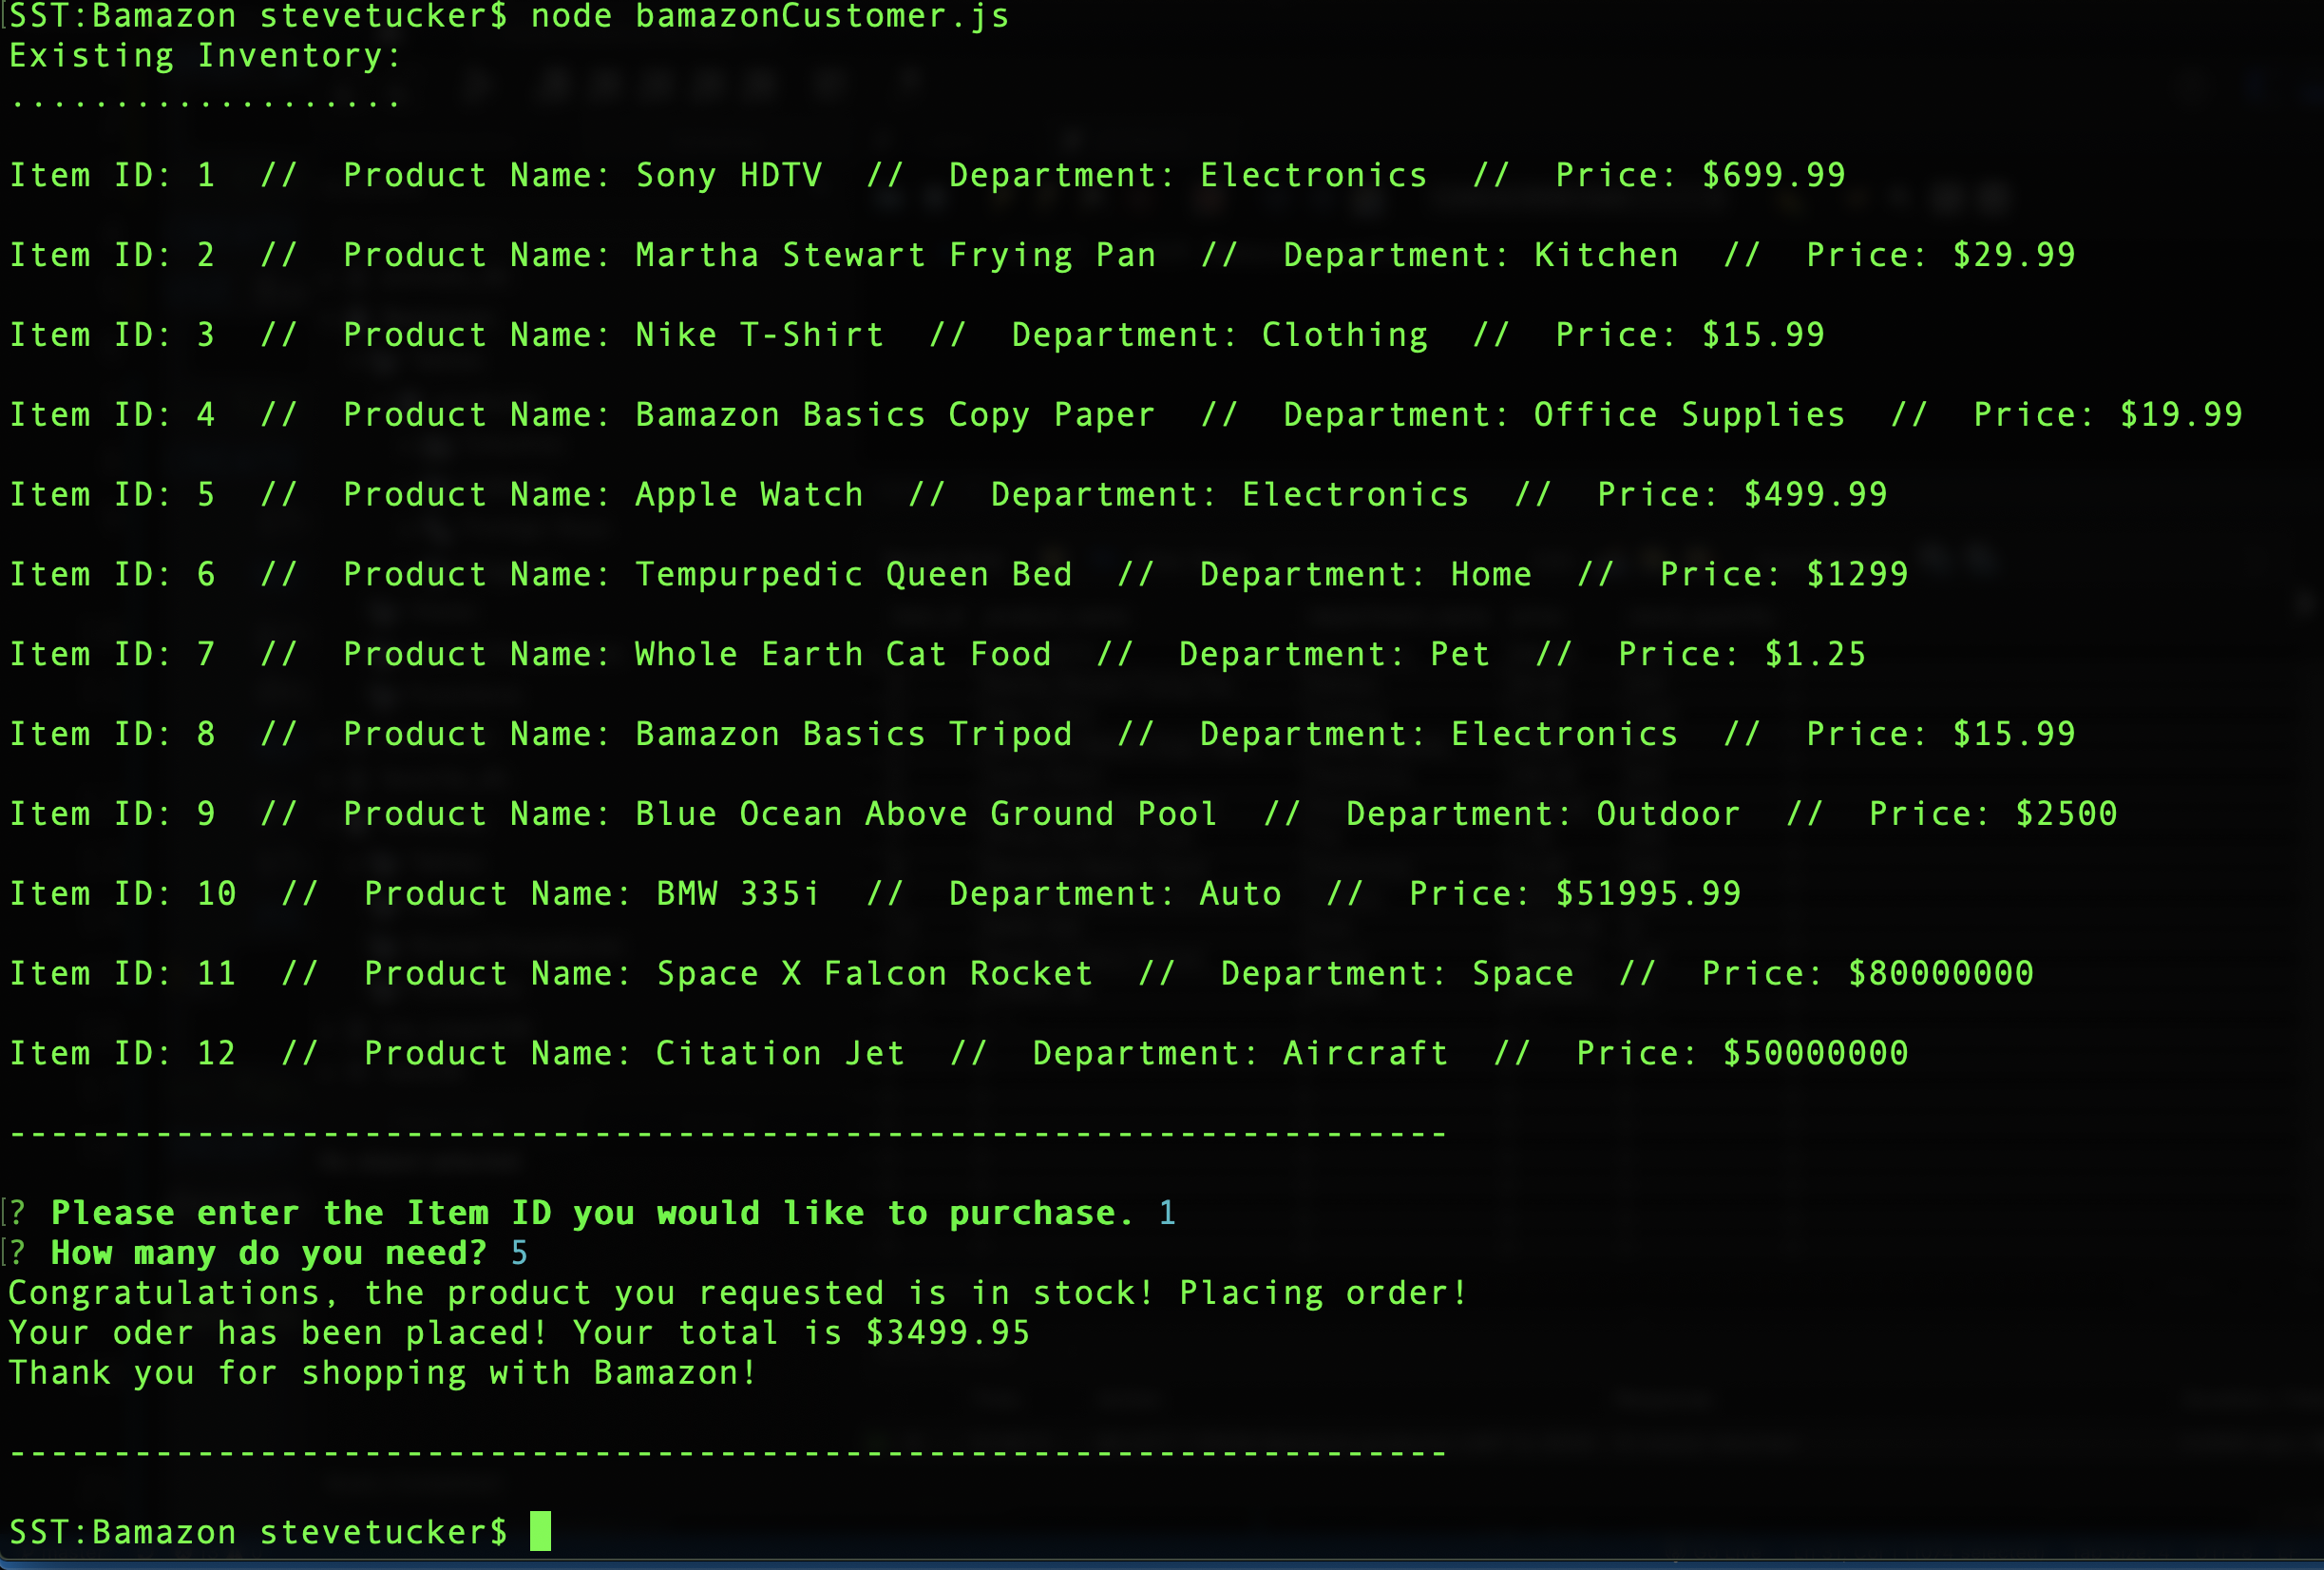 SST:Bamazon stevetucker$ node bamazonCustomer.js
Existing Inventory:
...................
Item ID: 1  //  Product Name: Sony HDTV  //  Department: Electronics  //  Price: $699.99
Item ID: 2  //  Product Name: Martha Stewart Frying Pan  //  Department: Kitchen  //  Price: $29.99
Item ID: 3  //  Product Name: Nike T-Shirt  //  Department: Clothing  //  Price: $15.99
Item ID: 4  //  Product Name: Bamazon Basics Copy Paper  //  Department: Office Supplies  //  Price: $19.99
Item ID: 5  //  Product Name: Apple Watch  //  Department: Electronics  //  Price: $499.99
Item ID: 6  //  Product Name: Tempurpedic Queen Bed  //  Department: Home  //  Price: $1299
Item ID: 7  //  Product Name: Whole Earth Cat Food  //  Department: Pet  //  Price: $1.25
Item ID: 8  //  Product Name: Bamazon Basics Tripod  //  Department: Electronics  //  Price: $15.99
Item ID: 9  //  Product Name: Blue Ocean Above Ground Pool  //  Department: Outdoor  //  Price: $2500
Item ID: 10  //  Product Name: BMW 335i  //  Department: Auto  //  Price: $51995.99
Item ID: 11  //  Product Name: Space X Falcon Rocket  //  Department: Space  //  Price: $80000000
Item ID: 12  //  Product Name: Citation Jet  //  Department: Aircraft  //  Price: $50000000
---------------------------------------------------------------------
? Please enter the Item ID you would like to purchase. 1
? How many do you need? 5
Congratulations, the product you requested is in stock! Placing order!
Your oder has been placed! Your total is $3499.95
Thank you for shopping with Bamazon!
---------------------------------------------------------------------
SST:Bamazon stevetucker$